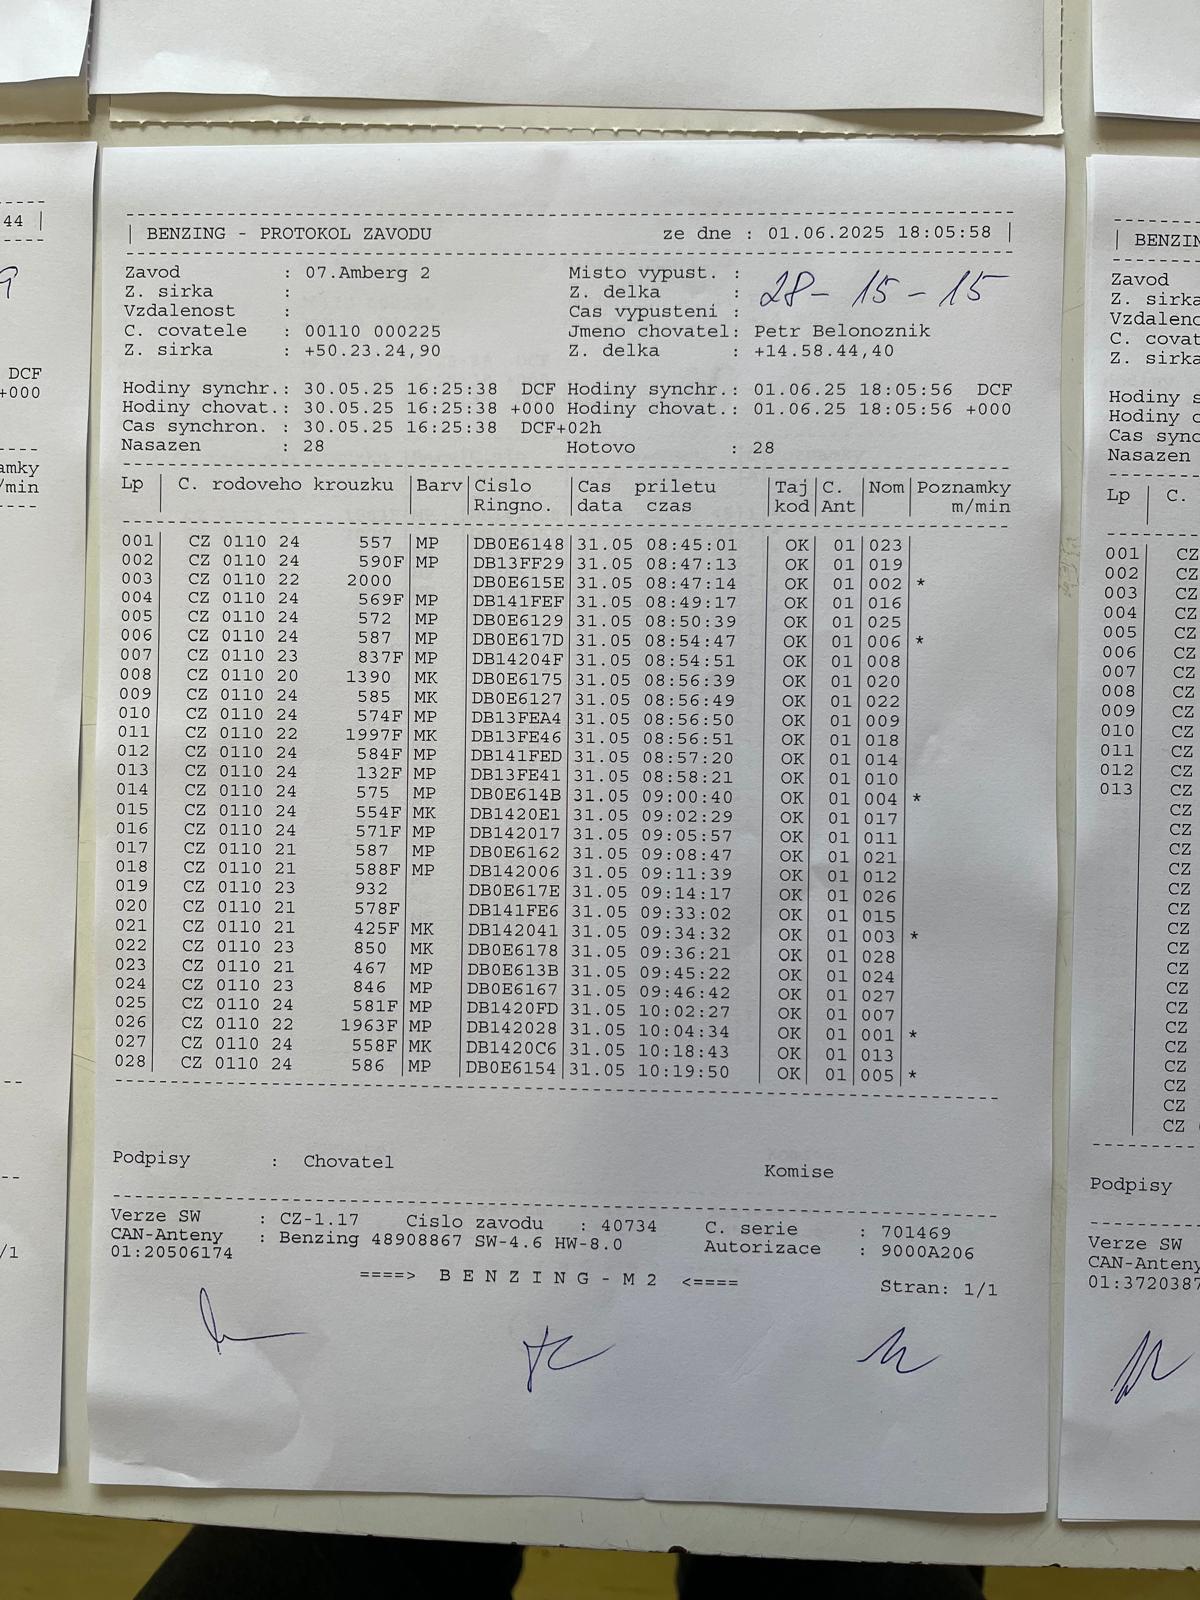 BENZING - PROTOKOL ZAVODU ze dne : 01.06.2025 18:05:58
Zavod : 07.Amberg 2 Misto vypust. :
Z. sirka : Z. delka : 28-15-15
Vzdalenost : Cas vypusteni :
C. covatele : 00110 000225 Jmeno chovatel: Petr Belonoznik
Z. sirka : +50.23.24,90 Z. delka : +14.58.44,40
Hodiny synchr.: 30.05.25 16:25:38 DCF Hodiny synchr.: 01.06.25 18:05:56 DCF
Hodiny chovat.: 30.05.25 16:25:38 +000 Hodiny chovat.: 01.06.25 18:05:56 +000
Cas synchron. : 30.05.25 16:25:38 DCF+02h
Nasazen : 28 Hotovo : 28
Lp | C. rodoveho krouzku |Barv|Cislo |Cas priletu |Taj|C. |Nom|Poznamky
Ringno. |data czas |kod|Ant| | m/min
001| CZ 0110 24 557 |MP |DB0E6148|31.05 08:45:01 | OK| 01|023|
002| CZ 0110 24 590F|MP |DB13FF29|31.05 08:47:13 | OK| 01|019|
003| CZ 0110 22 2000 | |DB0E615E|31.05 08:47:14 | OK| 01|002|*
004| CZ 0110 24 569F|MP |DB141FEF|31.05 08:49:17 | OK| 01|016|
005| CZ 0110 24 572 |MP |DB0E6129|31.05 08:50:39 | OK| 01|025|
006| CZ 0110 24 587 |MP |DB0E617D|31.05 08:54:47 | OK| 01|006|*
007| CZ 0110 23 837F|MP |DB14204F|31.05 08:54:51 | OK| 01|008|
008| CZ 0110 20 1390 |MK |DB0E6175|31.05 08:56:39 | OK| 01|020|
009| CZ 0110 24 585 |MP |DB0E6127|31.05 08:56:49 | OK| 01|022|
010| CZ 0110 24 574F|MP |DB13FEA4|31.05 08:56:50 | OK| 01|009|
011| CZ 0110 22 1997F|MK |DB13FE46|31.05 08:56:51 | OK| 01|018|
012| CZ 0110 24 584F|MP |DB141FED|31.05 08:57:20 | OK| 01|014|
013| CZ 0110 24 132F|MP |DB13FE41|31.05 08:58:21 | OK| 01|010|
014| CZ 0110 24 575 |MP |DB0E614B|31.05 09:00:40 | OK| 01|004|*
015| CZ 0110 24 554F|MK |DB1420E1|31.05 09:02:29 | OK| 01|017|
016| CZ 0110 24 571F|MP |DB142017|31.05 09:05:57 | OK| 01|011|
017| CZ 0110 21 587 |MP |DB0E6162|31.05 09:08:47 | OK| 01|021|
018| CZ 0110 21 588F|MP |DB142006|31.05 09:11:39 | OK| 01|012|
019| CZ 0110 23 932 | |DB0E617E|31.05 09:14:17 | OK| 01|026|
020| CZ 0110 21 578F| |DB141FE6|31.05 09:33:02 | OK| 01|015|
021| CZ 0110 21 425F|MK |DB142041|31.05 09:34:32 | OK| 01|003|*
022| CZ 0110 23 850 |MK |DB0E6178|31.05 09:36:21 | OK| 01|028|
023| CZ 0110 21 467 |MP |DB0E613B|31.05 09:45:22 | OK| 01|024|
024| CZ 0110 23 846 |MP |DB0E6167|31.05 09:46:42 | OK| 01|027|
025| CZ 0110 24 581F|MP |DB1420FD|31.05 10:02:27 | OK| 01|007|
026| CZ 0110 22 1963F|MP |DB142028|31.05 10:04:34 | OK| 01|001|*
027| CZ 0110 24 558F|MK |DB1420C6|31.05 10:18:43 | OK| 01|013|
028| CZ 0110 24 586 |MP |DB0E6154|31.05 10:19:50 | OK| 01|005|*
Podpisy : Chovatel Komise
Verze SW : CZ-1.17 Cislo zavodu : 40734 C. serie : 701469
CAN-Anteny : Benzing 48908867 SW-4.6 HW-8.0 Autorizace : 9000A206
01:20506174
====> B E N Z I N G - M 2 <==== Stran: 1/1